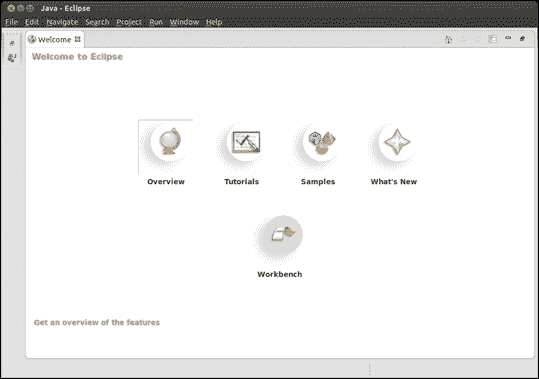 Java - Eclipse
File Edit Navigate Search Project Run Window Help
Welcome
Welcome to Eclipse
Overview Tutorials Samples What's New
Workbench
Get an overview of the features